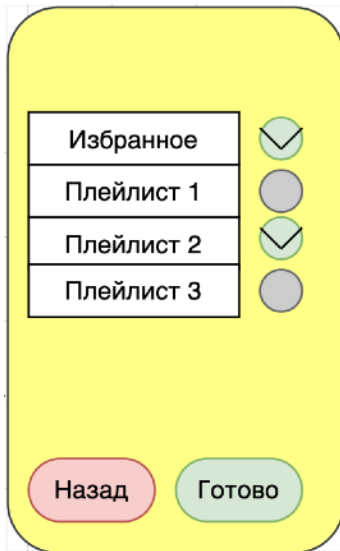 Избранное
Плейлист 1
Плейлист 2
Плейлист 3
Назад Готово